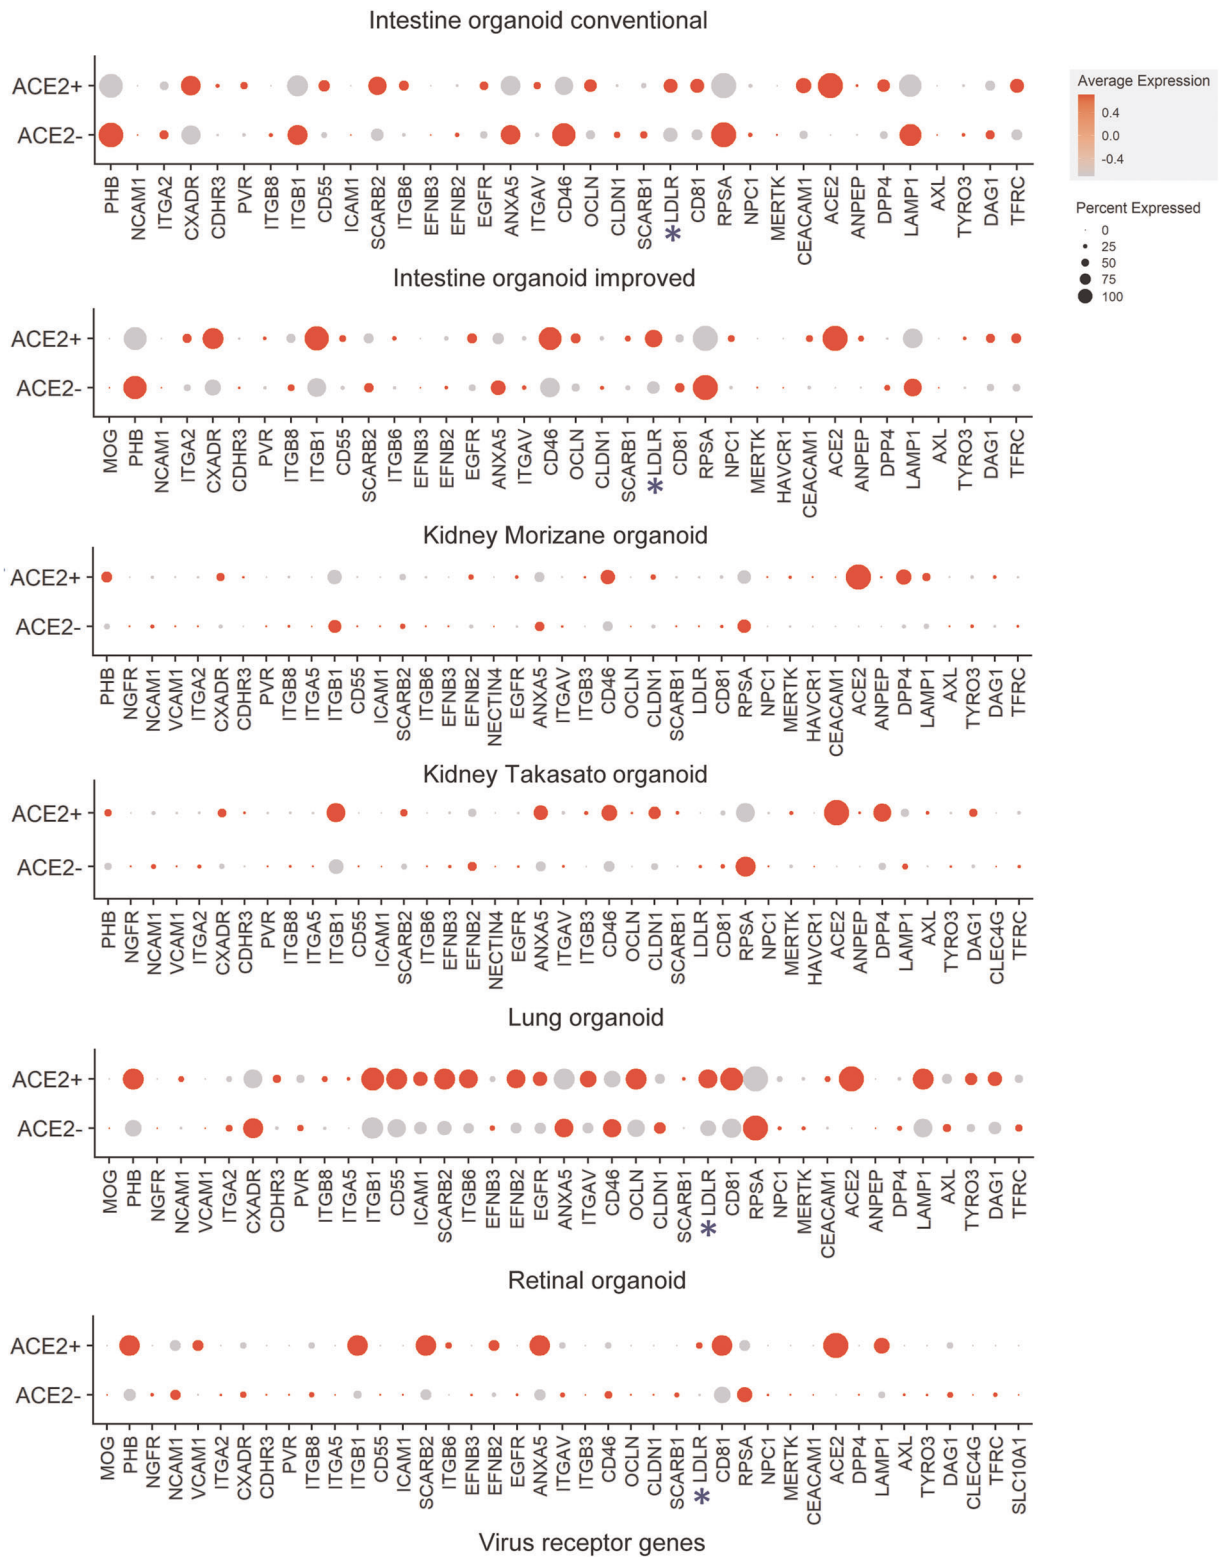 Intestine organoid conventional
ACE2+
ACE2-
PHB NCAM1 ITGA2 CXADR CDHR3 PVR ITGB8 ITGB1 CD55 ICAM1 SCARB2 ITGB6 EFNB3 EFNB2 EGFR ANXA5 ITGAV CD46 OCLN CLDN1 SCARB1 LDLR CD81 RPSA NPC1 MERTK CEACAM1 ACE2 ANPEP DPP4 LAMP1 AXL TYRO3 DAG1 TFRC
*
Average Expression
0.4
0.0
-0.4
Percent Expressed
0
25
50
75
100
Intestine organoid improved
ACE2+
ACE2-
MOG PHB NCAM1 ITGA2 CXADR CDHR3 PVR ITGB8 ITGB1 CD55 SCARB2 ITGB6 EFNB3 EFNB2 EGFR ANXA5 ITGAV CD46 OCLN CLDN1 SCARB1 LDLR CD81 RPSA NPC1 MERTK HAVCR1 CEACAM1 ACE2 ANPEP DPP4 LAMP1 AXL TYRO3 DAG1 TFRC
*
Kidney Morizane organoid
ACE2+
ACE2-
PHB NGFR NCAM1 VCAM1 ITGA2 CXADR CDHR3 PVR ITGB8 ITGA5 ITGB1 CD55 ICAM1 SCARB2 ITGB6 EFNB3 EFNB2 NECTIN4 EGFR ANXA5 ITGAV ITGB3 CD46 OCLN CLDN1 SCARB1 LDLR CD81 RPSA NPC1 MERTK HAVCR1 CEACAM1 ACE2 ANPEP DPP4 LAMP1 AXL TYRO3 DAG1 TFRC
Kidney Takasato organoid
ACE2+
ACE2-
PHB NGFR NCAM1 VCAM1 ITGA2 CXADR CDHR3 PVR ITGB8 ITGA5 ITGB1 CD55 ICAM1 SCARB2 ITGB6 EFNB3 EFNB2 NECTIN4 EGFR ANXA5 ITGAV ITGB3 CD46 OCLN CLDN1 SCARB1 LDLR CD81 RPSA NPC1 MERTK HAVCR1 ACE2 ANPEP DPP4 LAMP1 AXL TYRO3 DAG1 CLEC4G TFRC
Lung organoid
ACE2+
ACE2-
MOG PHB NGFR NCAM1 VCAM1 ITGA2 CXADR CDHR3 PVR ITGB8 ITGA5 ITGB1 CD55 ICAM1 SCARB2 ITGB6 EFNB3 EFNB2 EGFR ANXA5 ITGAV CD46 OCLN CLDN1 SCARB1 LDLR CD81 RPSA NPC1 MERTK CEACAM1 ACE2 ANPEP DPP4 LAMP1 AXL TYRO3 DAG1 TFRC
*
Retinal organoid
ACE2+
ACE2-
MOG PHB NGFR NCAM1 VCAM1 ITGA2 CXADR CDHR3 PVR ITGB8 ITGA5 ITGB1 CD55 ICAM1 SCARB2 ITGB6 EFNB3 EFNB2 EGFR ANXA5 ITGAV ITGB3 CD46 OCLN CLDN1 SCARB1 LDLR CD81 RPSA NPC1 MERTK CEACAM1 ACE2 DPP4 LAMP1 AXL TYRO3 DAG1 CLEC4G TFRC SLC10A1
*
Virus receptor genes